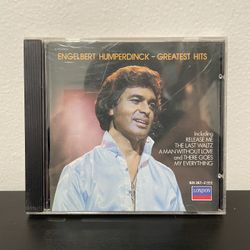 ENGELBERT HUMPERDINCK – GREATEST HITS
Including
RELEASE ME
THE LAST WALTZ
A MAN WITHOUT LOVE
and THERE GOES
MY EVERYTHING
LONDON